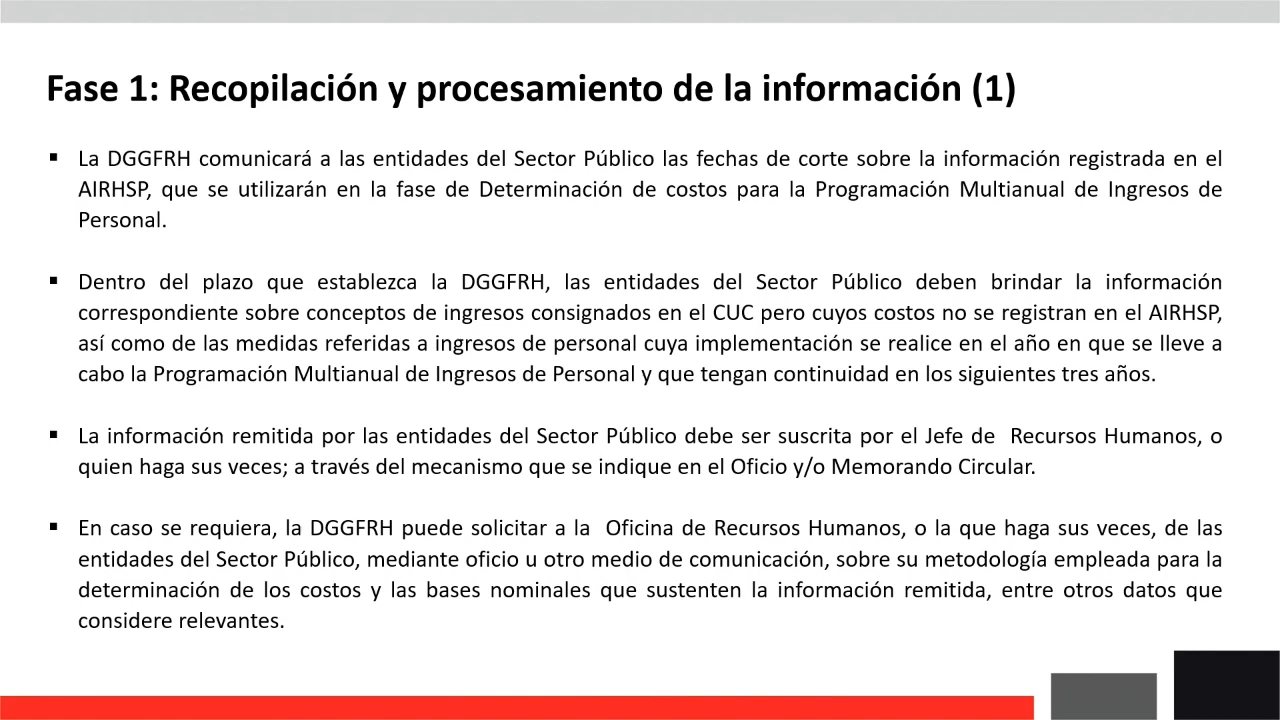 Fase 1: Recopilación y procesamiento de la información (1)
▪ La DGGFRH comunicará a las entidades del Sector Público las fechas de corte sobre la información registrada en el
AIRHSP, que se utilizarán en la fase de Determinación de costos para la Programación Multianual de Ingresos de
Personal.
▪ Dentro del plazo que establezca la DGGFRH, las entidades del Sector Público deben brindar la información
correspondiente sobre conceptos de ingresos consignados en el CUC pero cuyos costos no se registran en el AIRHSP,
así como de las medidas referidas a ingresos de personal cuya implementación se realice en el año en que se lleve a
cabo la Programación Multianual de Ingresos de Personal y que tengan continuidad en los siguientes tres años.
▪ La información remitida por las entidades del Sector Público debe ser suscrita por el Jefe de  Recursos Humanos, o
quien haga sus veces; a través del mecanismo que se indique en el Oficio y/o Memorando Circular.
▪ En caso se requiera, la DGGFRH puede solicitar a la  Oficina de Recursos Humanos, o la que haga sus veces, de las
entidades del Sector Público, mediante oficio u otro medio de comunicación, sobre su metodología empleada para la
determinación de los costos y las bases nominales que sustenten la información remitida, entre otros datos que
considere relevantes.